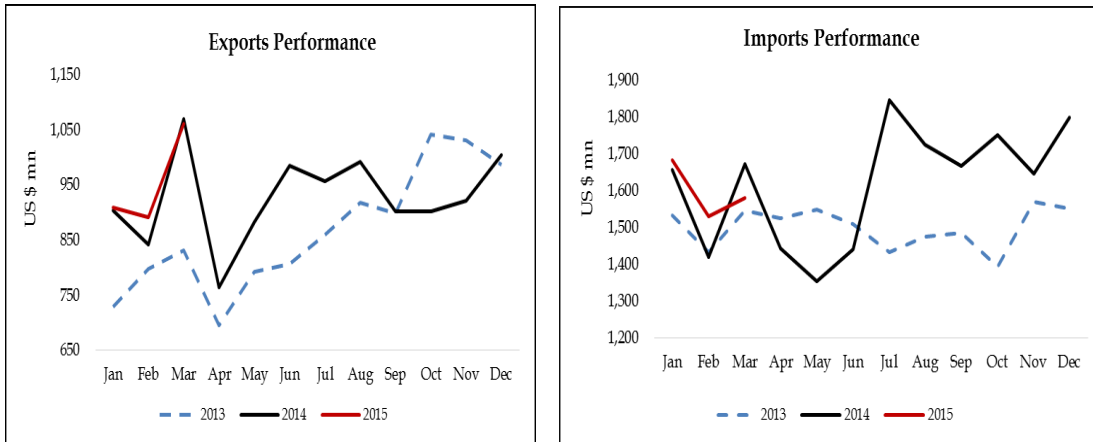 Exports Performance
US $ mn
1,150
1,050
950
850
750
650
Jan Feb Mar Apr May Jun Jul Aug Sep Oct Nov Dec
2013 2014 2015
Imports Performance
US $ mn
1,900
1,800
1,700
1,600
1,500
1,400
1,300
1,200
Jan Feb Mar Apr May Jun Jul Aug Sep Oct Nov Dec
2013 2014 2015